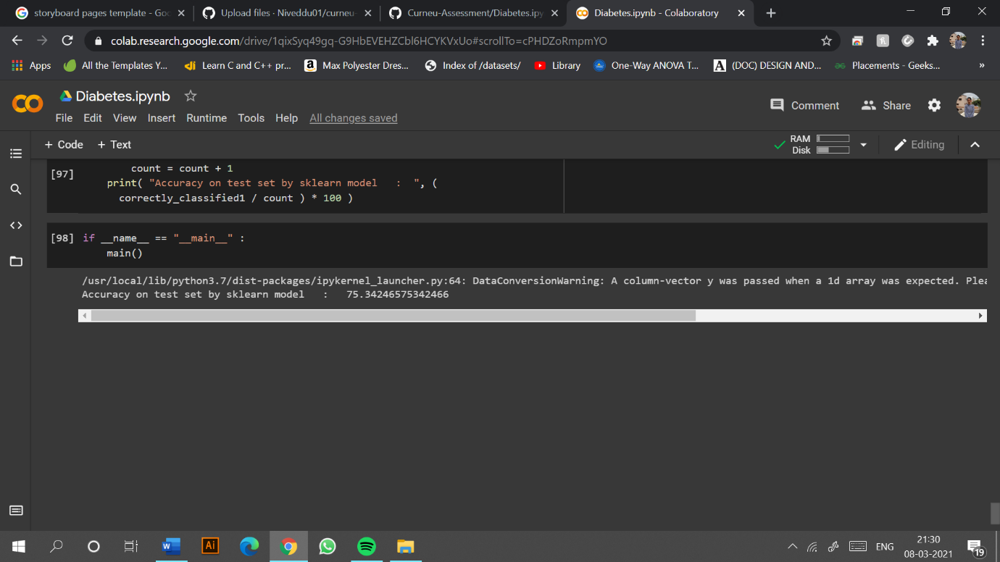 storyboard pages template - Goo
Upload files · Niveddu01/curneu-
Curneu-Assessment/Diabetes.ipy
Diabetes.ipynb - Colaboratory
colab.research.google.com/drive/1qixSyq49gq-G9HbEVEHZCbl6HCYKVxUo#scrollTo=cPHDZoRmpmYO
Apps
All the Templates Y...
Learn C and C++ pr...
Max Polyester Dres...
Index of /datasets/
Library
One-Way ANOVA T...
(DOC) DESIGN AND...
Placements - Geeks...
»
Diabetes.ipynb
File Edit View Insert Runtime Tools Help All changes saved
Comment
Share
+ Code + Text
RAM
Disk
Editing
count = count + 1
[97]
print( "Accuracy on test set by sklearn model : ", (
correctly_classified1 / count ) * 100 )
[98] if __name__ == "__main__" :
main()
/usr/local/lib/python3.7/dist-packages/ipykernel_launcher.py:64: DataConversionWarning: A column-vector y was passed when a 1d array was expected. Plea
Accuracy on test set by sklearn model : 75.34246575342466
W
Ai
ENG
21:30
08-03-2021
19